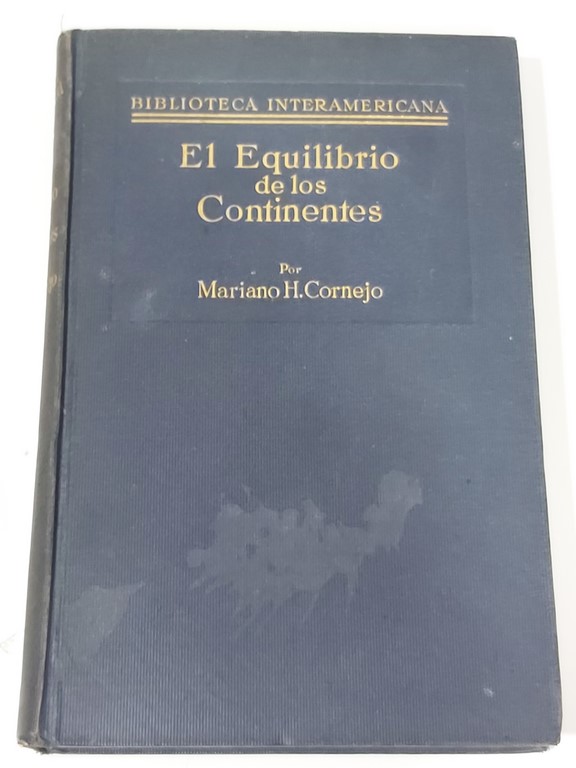 BIBLIOTECA INTERAMERICANA
El Equilibrio
de los
Continentes
Por
Mariano H. Cornejo